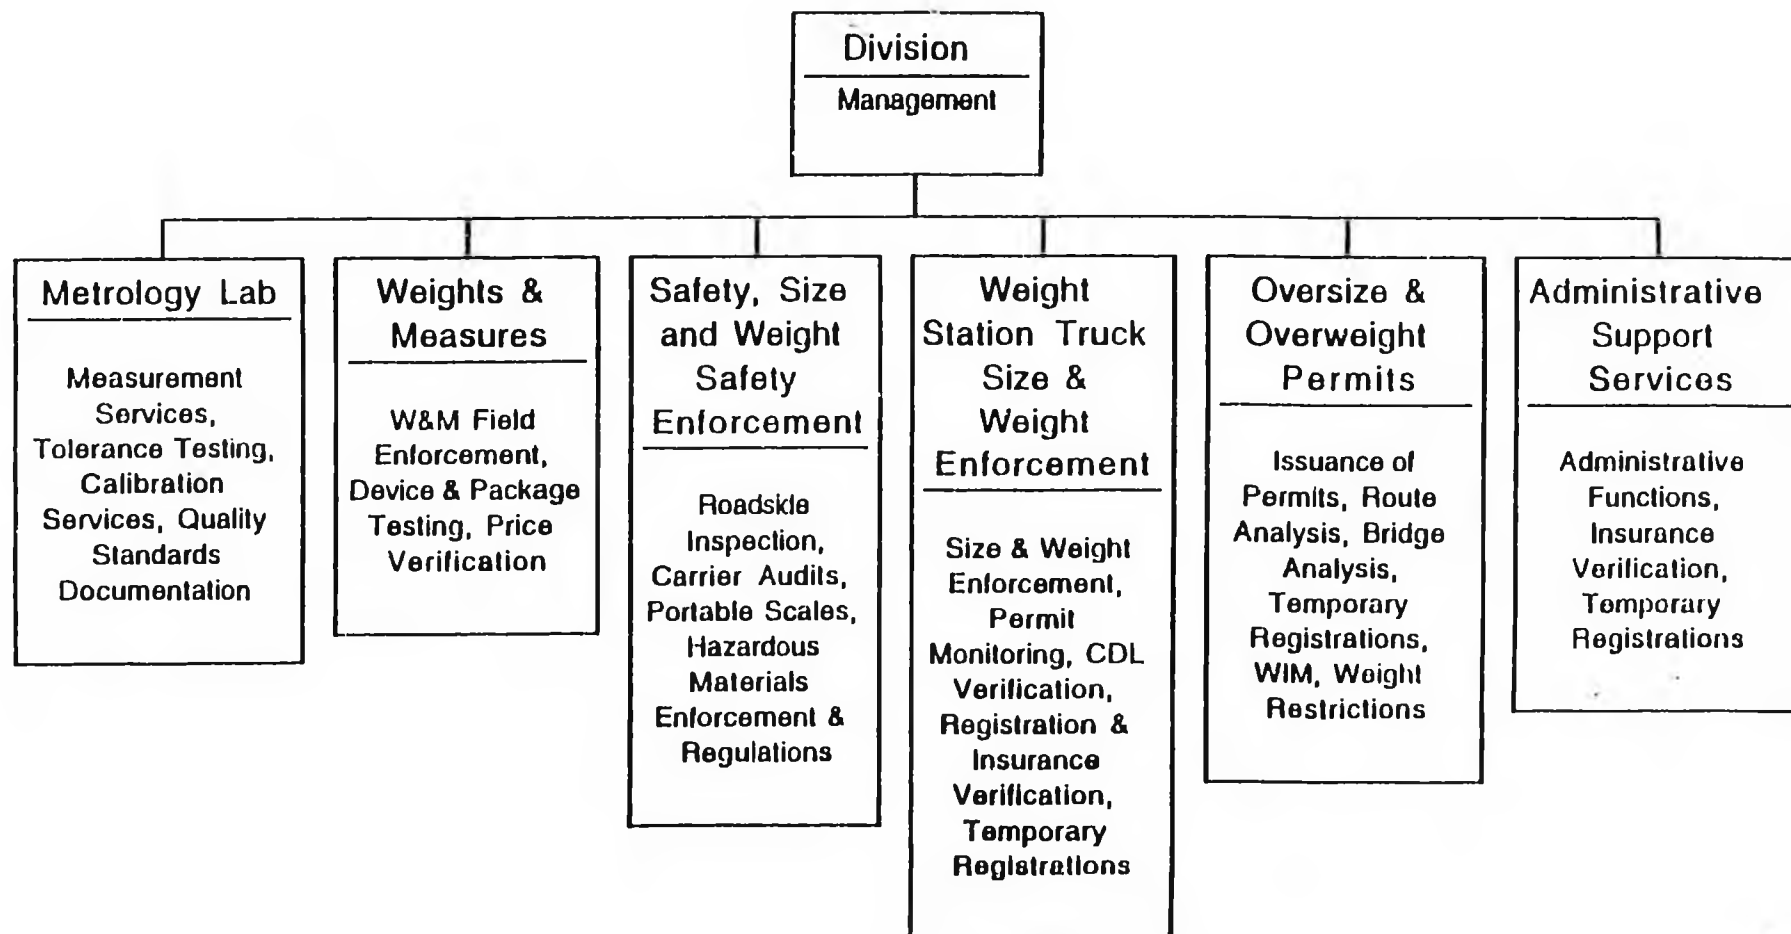 Division
Management
Metrology Lab
Measurement
Services,
Tolerance Testing,
Calibration
Services, Quality
Standards
Documentation
Weights &
Measures
W&M Field
Enforcement,
Device & Package
Testing, Price
Verification
Safety, Size
and Weight
Safety
Enforcement
Roadside
Inspection,
Carrier Audits,
Portable Scales,
Hazardous
Materials
Enforcement &
Regulations
Weight
Station Truck
Size &
Weight
Enforcement
Size & Weight
Enforcement,
Permit
Monitoring, CDL
Verification,
Registration &
Insurance
Verification,
Temporary
Registrations
Oversize &
Overweight
Permits
Issuance of
Permits, Route
Analysis, Bridge
Analysis,
Temporary
Registrations,
WIM, Weight
Restrictions
Administrative
Support
Services
Administrative
Functions,
Insurance
Verification,
Temporary
Registrations